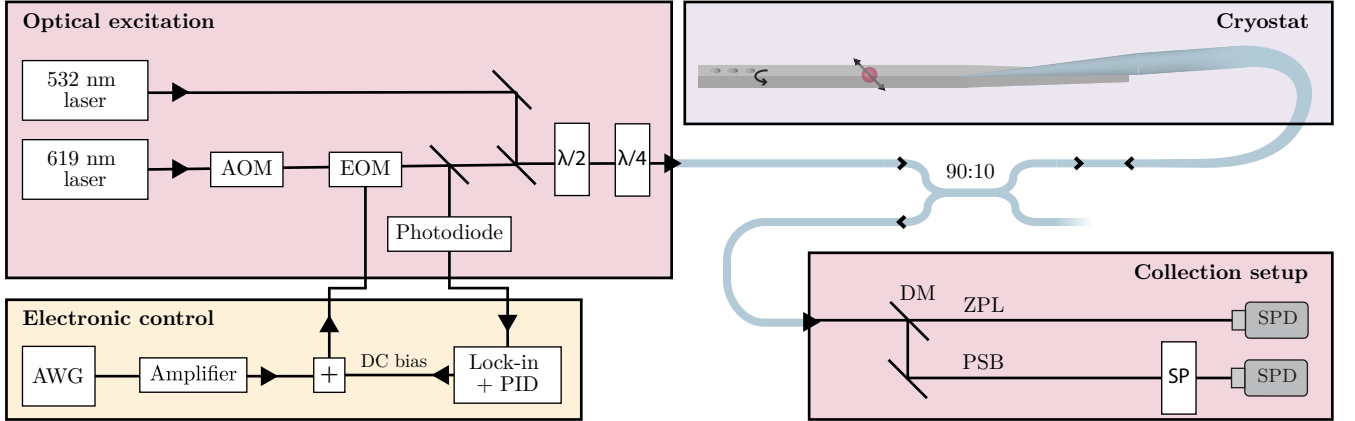 Optical excitation
532 nm
laser
619 nm
laser
AOM
EOM
λ/2
λ/4
Photodiode
Electronic control
AWG
Amplifier
+
DC bias
Lock-in
+ PID
Cryostat
90:10
Collection setup
DM
ZPL
SPD
PSB
SP
SPD